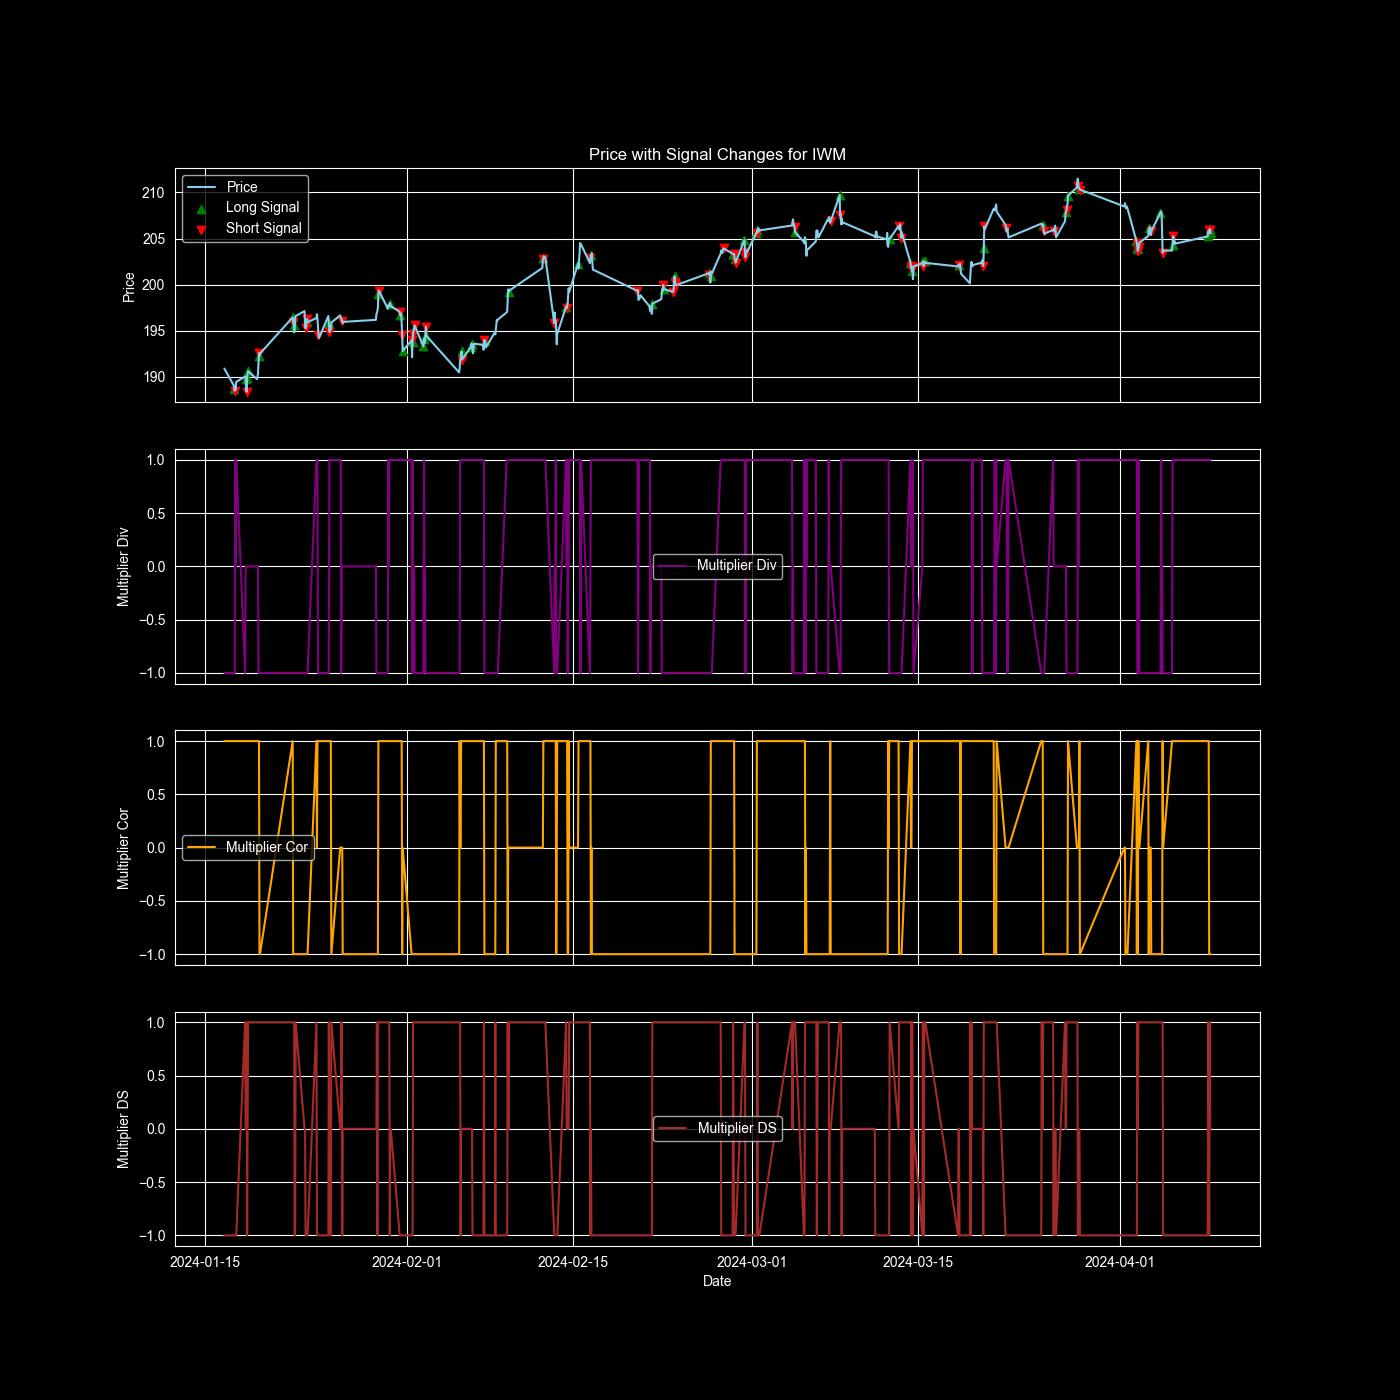 Price with Signal Changes for IWM
Price
Long Signal
Short Signal
210
205
200
195
190
Price
1.0
0.5
0.0
−0.5
−1.0
Multiplier Div
Multiplier Div
1.0
0.5
0.0
−0.5
−1.0
Multiplier Cor
Multiplier Cor
1.0
0.5
0.0
−0.5
−1.0
Multiplier DS
Multiplier DS
2024-01-15 2024-02-01 2024-02-15 2024-03-01 2024-03-15 2024-04-01
Date